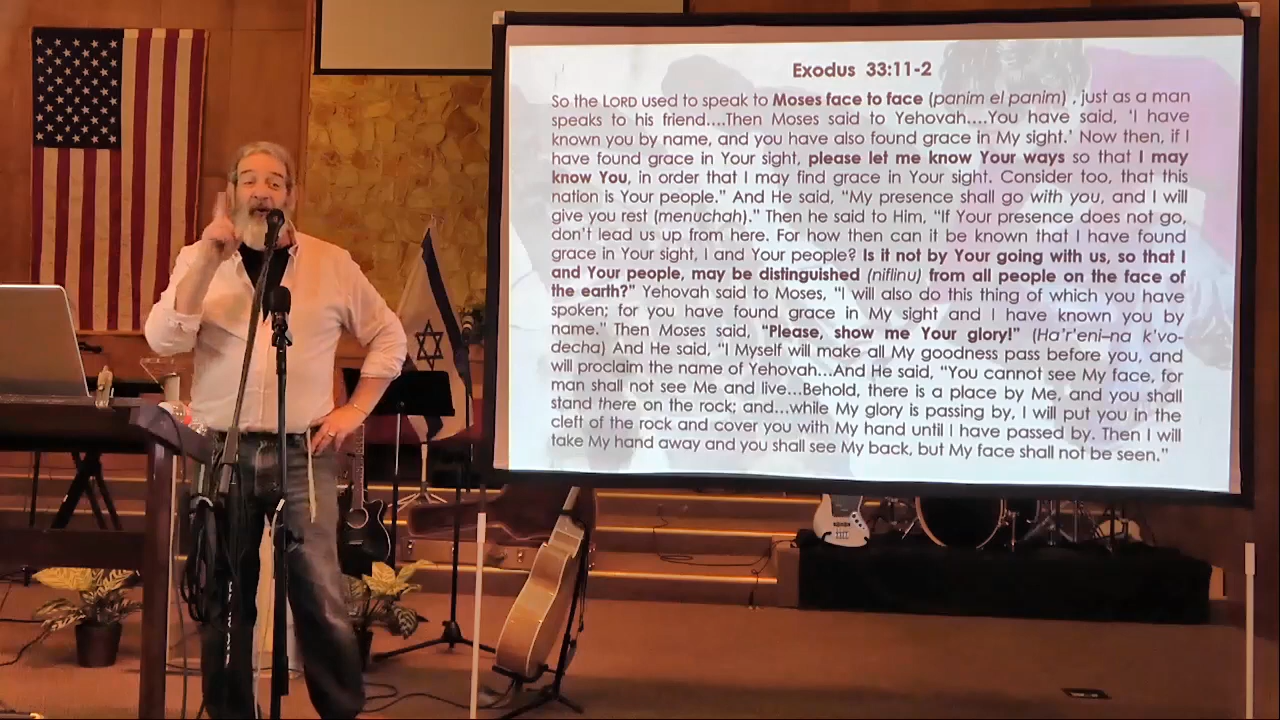 Exodus 33:11-2
So the LORD used to speak to Moses face to face (panim el panim) , just as a man
speaks to his friend....Then Moses said to Yehovah....You have said, 'I have
known you by name, and you have also found grace in My sight.' Now then, if I
have found grace in Your sight, please let me know Your ways so that I may
know You, in order that I may find grace in Your sight. Consider too, that this
nation is Your people." And He said, "My presence shall go with you, and I will
give you rest (menuchah)." Then he said to Him, "If Your presence does not go,
don't lead us up from here. For how then can it be known that I have found
grace in Your sight, I and Your people? Is it not by Your going with us, so that I
and Your people, may be distinguished (niflinu) from all people on the face of
the earth?" Yehovah said to Moses, "I will also do this thing of which you have
spoken; for you have found grace in My sight and I have known you by
name." Then Moses said, "Please, show me Your glory!" (Ha'r'eni–na k'vo-
decha) And He said, "I Myself will make all My goodness pass before you, and
will proclaim the name of Yehovah...And He said, "You cannot see My face, for
man shall not see Me and live...Behold, there is a place by Me, and you shall
stand there on the rock; and...while My glory is passing by, I will put you in the
cleft of the rock and cover you with My hand until I have passed by. Then I will
take My hand away and you shall see My back, but My face shall not be seen."